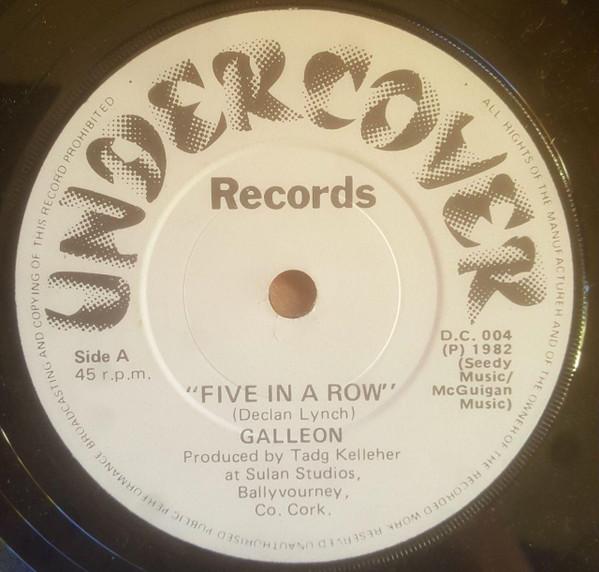 UNDERCOVER
Records
Side A
45 r.p.m.
D.C. 004
(P) 1982
(Seedy
Music/
McGuigan
Music)
"FIVE IN A ROW"
(Declan Lynch)
GALLEON
Produced by Tadg Kelleher
at Sulan Studios,
Ballyvourney,
Co. Cork.
ALL RIGHTS OF THE MANUFACTURER AND OF THE OWNER OF THE RECORDED WORK RESERVED UNAUTHORISED PUBLIC PERFORMANCE BROADCASTING AND COPYING OF THIS RECORD PROHIBITED